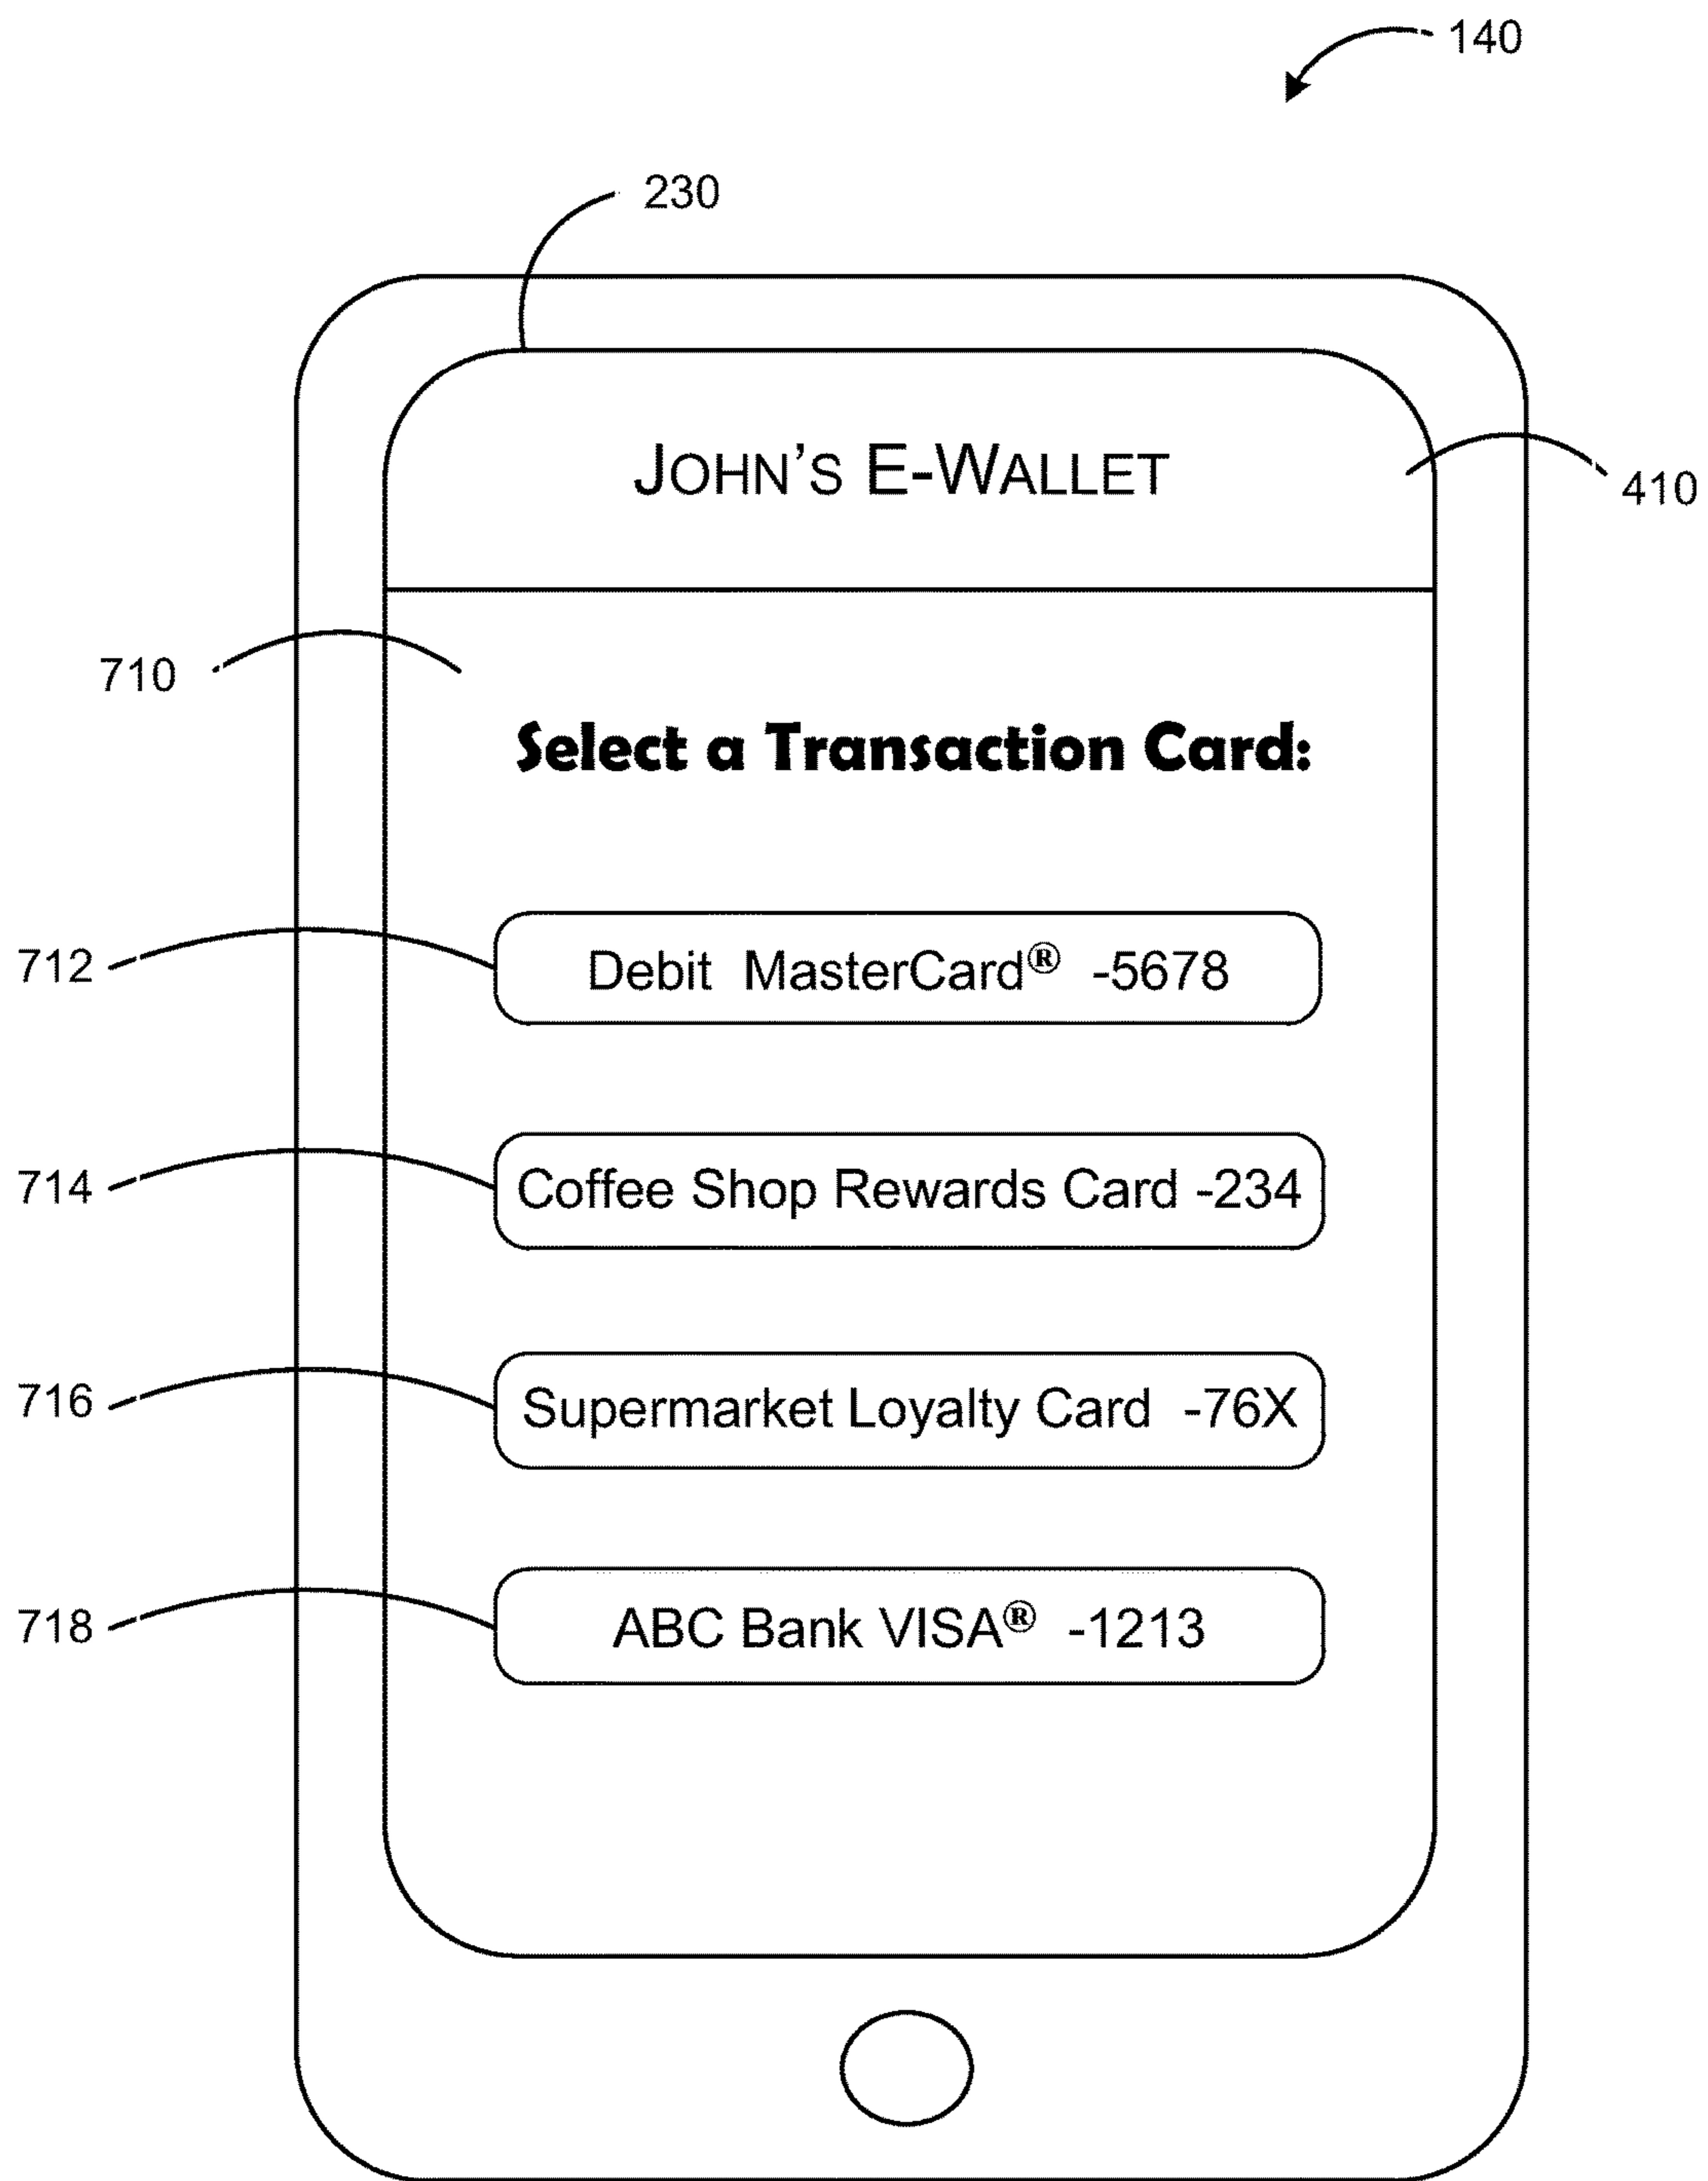 140
230
JOHN'S E-WALLET
410
710
Select a Transaction Card:
712
Debit MasterCard® -5678
714
Coffee Shop Rewards Card -234
716
Supermarket Loyalty Card -76X
718
ABC Bank VISA® -1213